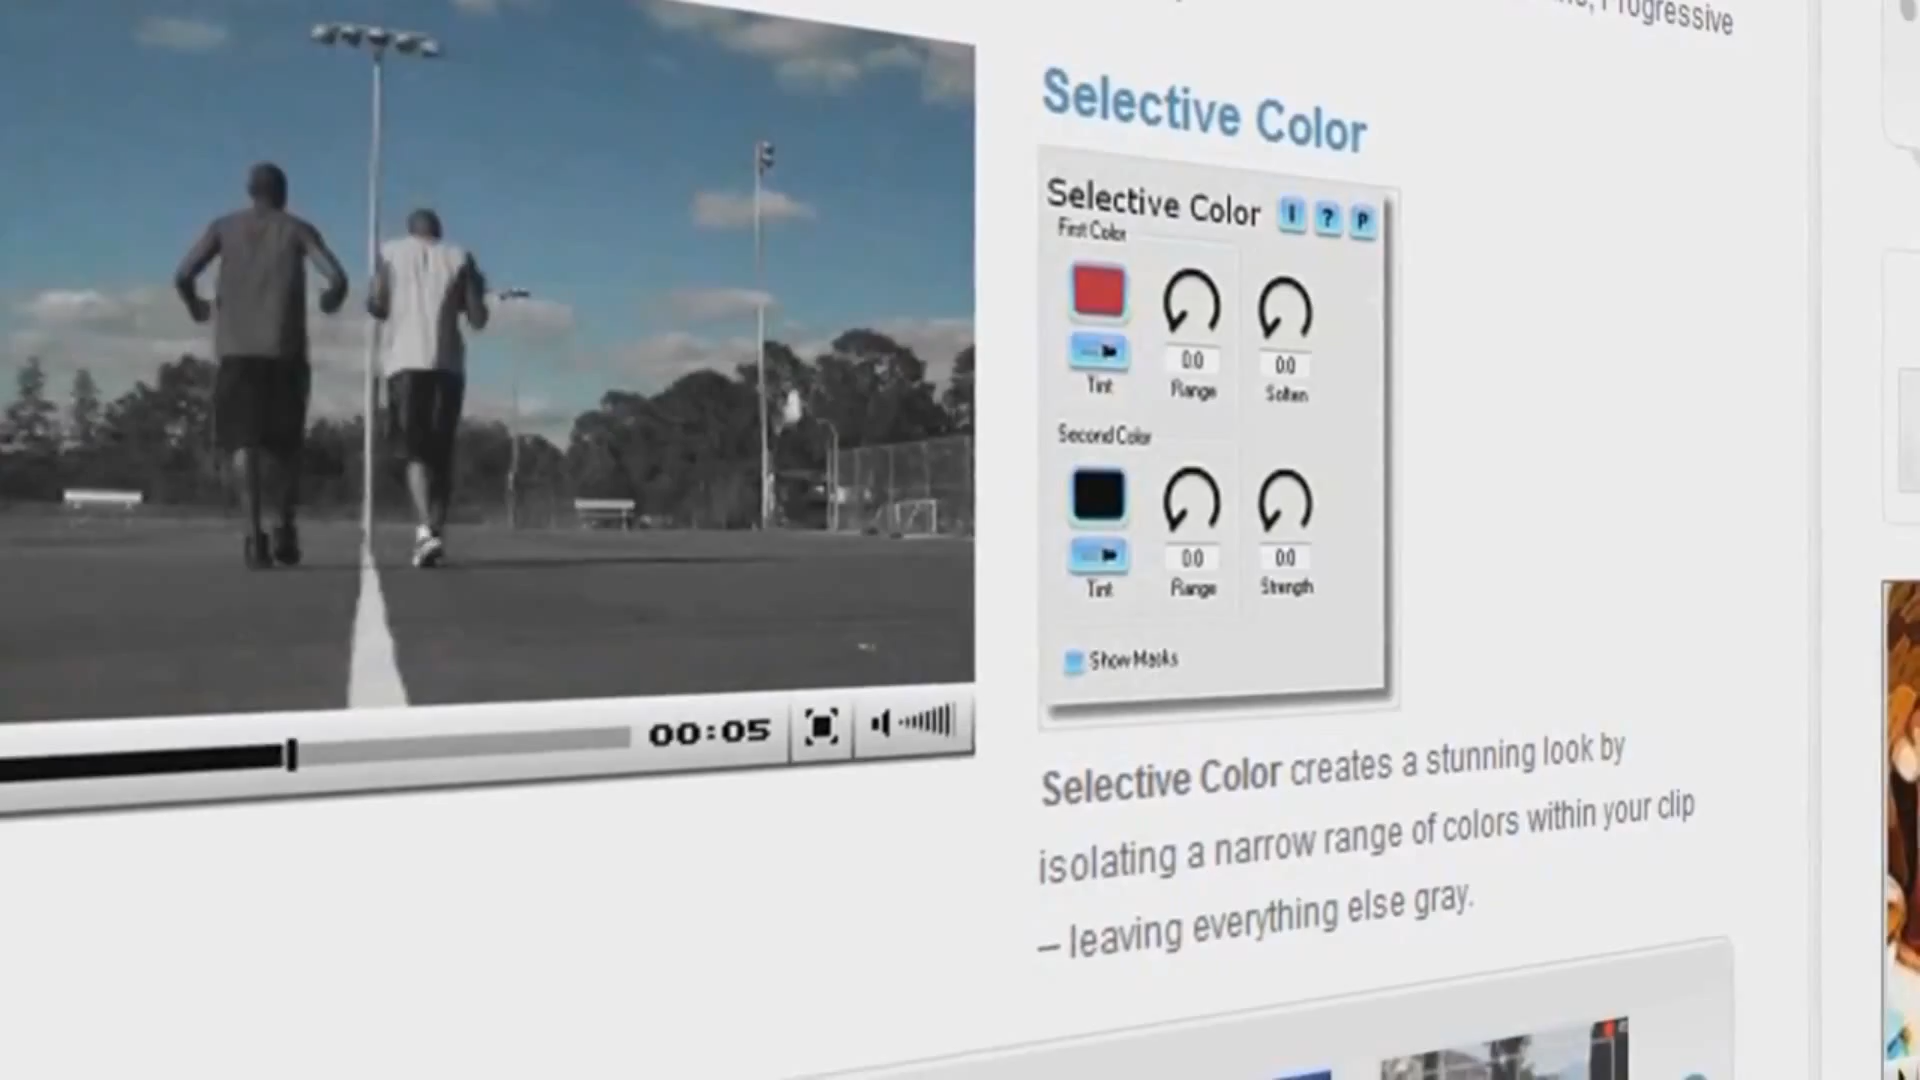 Progressive
Selective Color
Selective Color I ? P
First Color
0.0 0.0
Tint Range Soften
Second Color
0.0 0.0
Tint Range Strength
Show Masks
00:05
Selective Color creates a stunning look by
isolating a narrow range of colors within your clip
– leaving everything else gray.